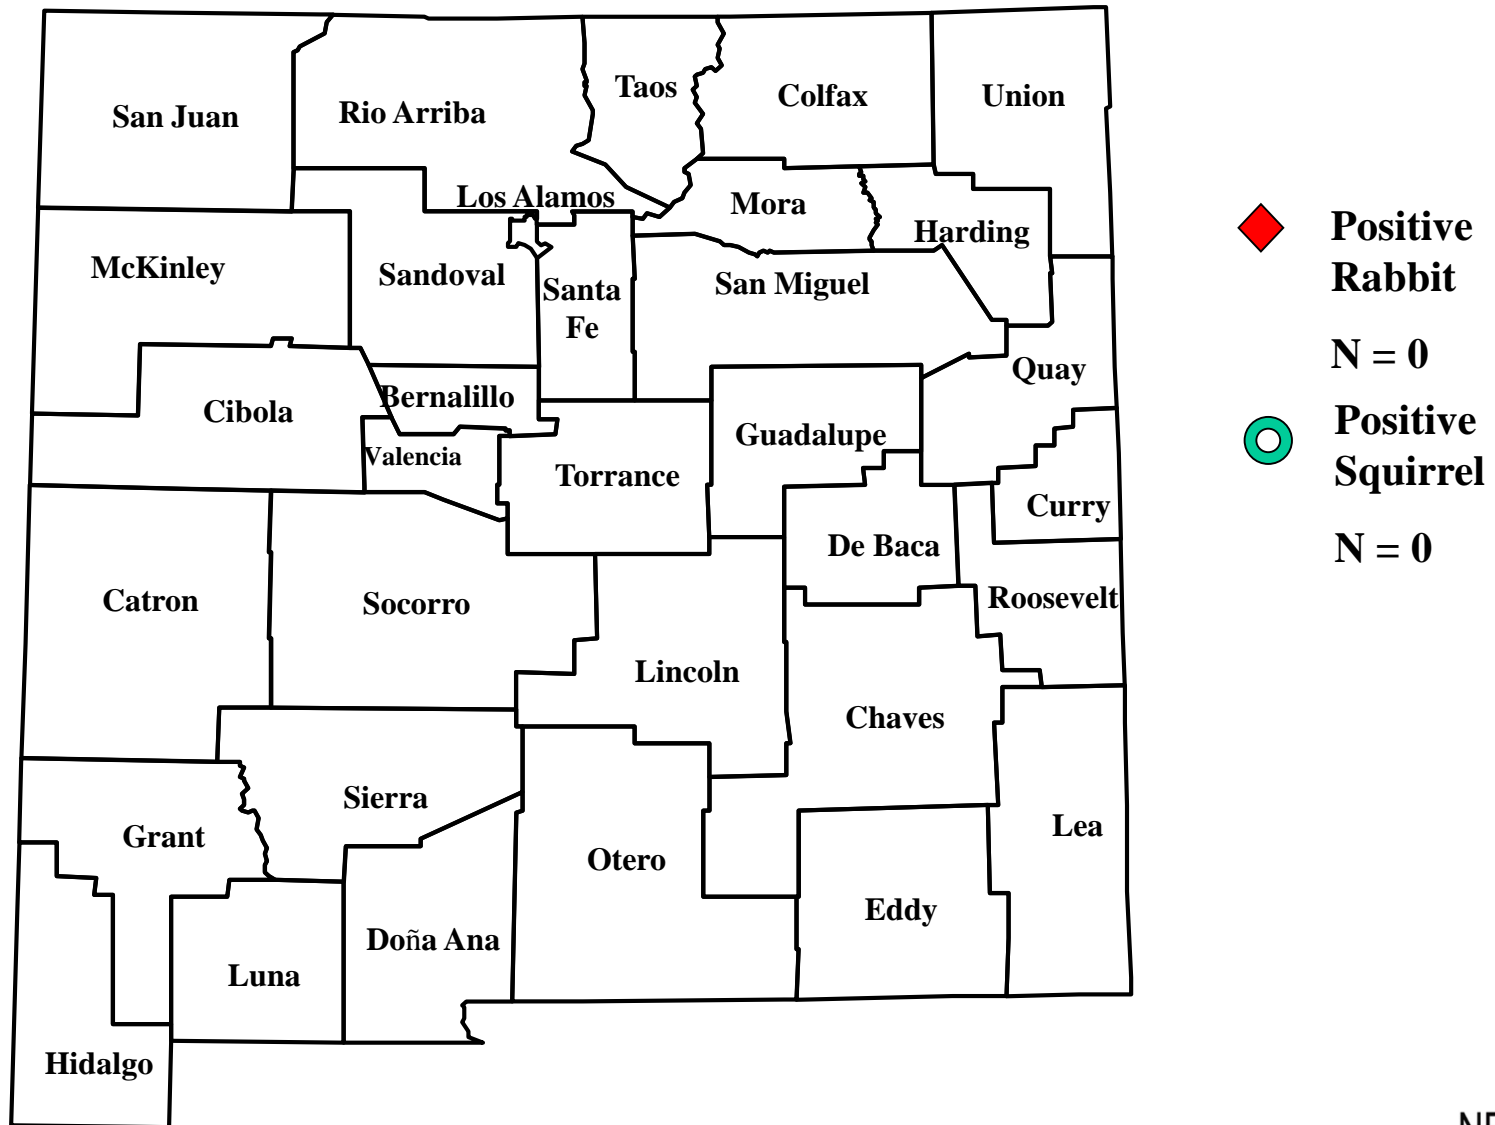 San Juan
Rio Arriba
Taos
Colfax
Union
Los Alamos
Mora
Harding
McKinley
Sandoval
Santa
Fe
San Miguel
Quay
Cibola
Bernalillo
Valencia
Torrance
Guadalupe
Curry
De Baca
Roosevelt
Catron
Socorro
Lincoln
Chaves
Sierra
Grant
Otero
Lea
Eddy
Doña Ana
Luna
Hidalgo
Positive
Rabbit
N = 0
Positive
Squirrel
N = 0